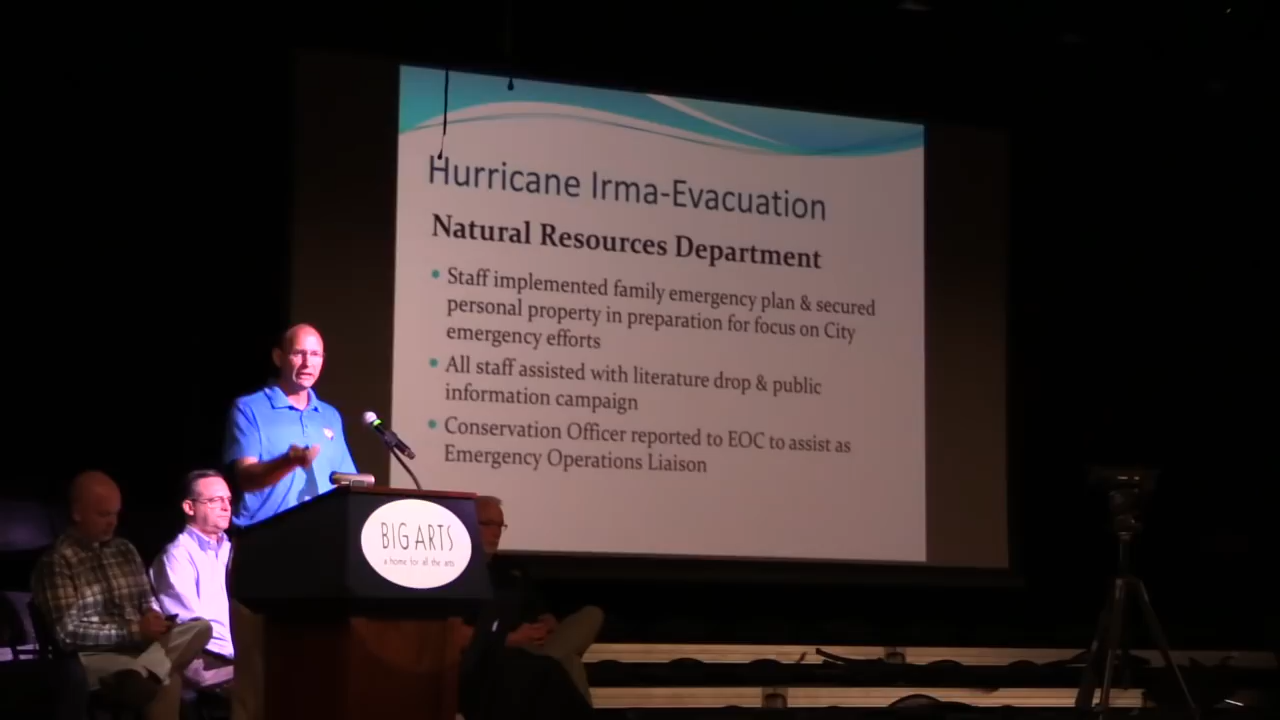 Hurricane Irma-Evacuation
Natural Resources Department
Staff implemented family emergency plan & secured
personal property in preparation for focus on City
emergency efforts
All staff assisted with literature drop & public
information campaign
Conservation Officer reported to EOC to assist as
Emergency Operations Liaison
BIG ARTS
a home for all the arts